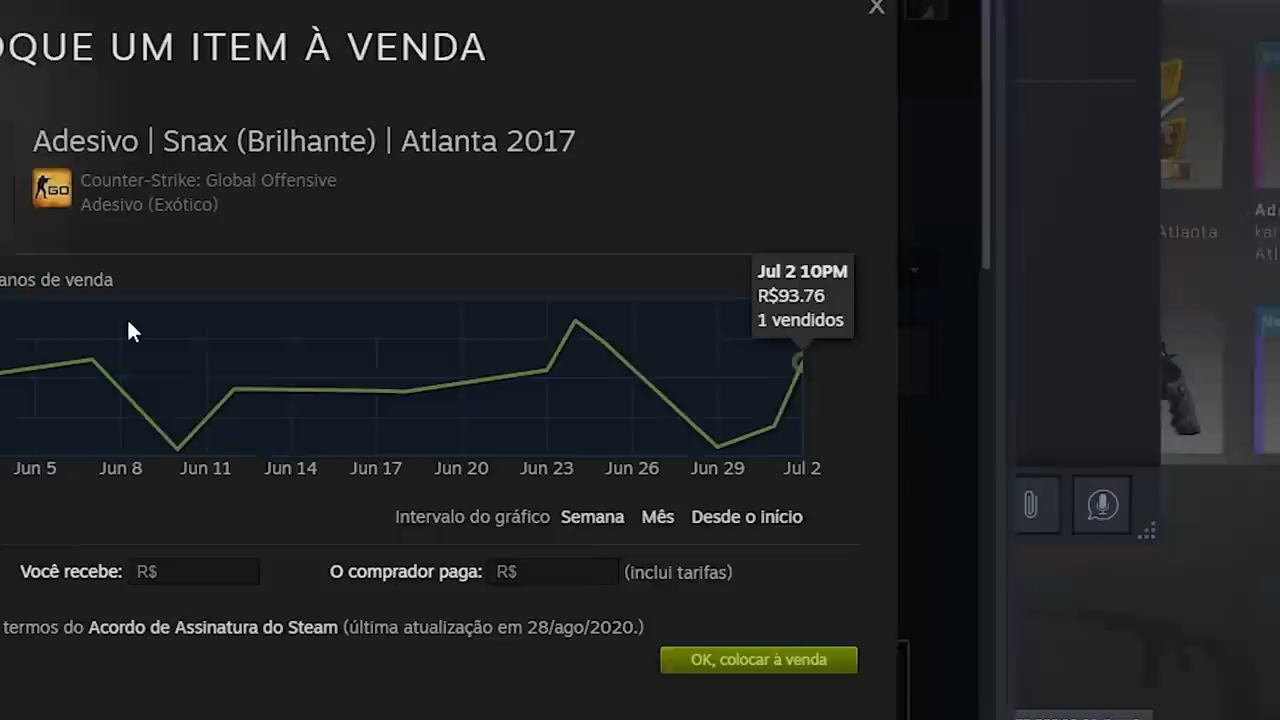 X
OQUE UM ITEM À VENDA
Adesivo | Snax (Brilhante) | Atlanta 2017
GO
Counter-Strike: Global Offensive
Adesivo (Exótico)
Atlanta
Jul 2 10PM
R$93.76
1 vendidos
anos de venda
Jun 5 Jun 8 Jun 11 Jun 14 Jun 17 Jun 20 Jun 23 Jun 26 Jun 29 Jul 2
Intervalo do gráfico Semana Mês Desde o início
Você recebe: R$ O comprador paga: R$ (inclui tarifas)
termos do Acordo de Assinatura do Steam (última atualização em 28/ago/2020.)
OK, colocar à venda